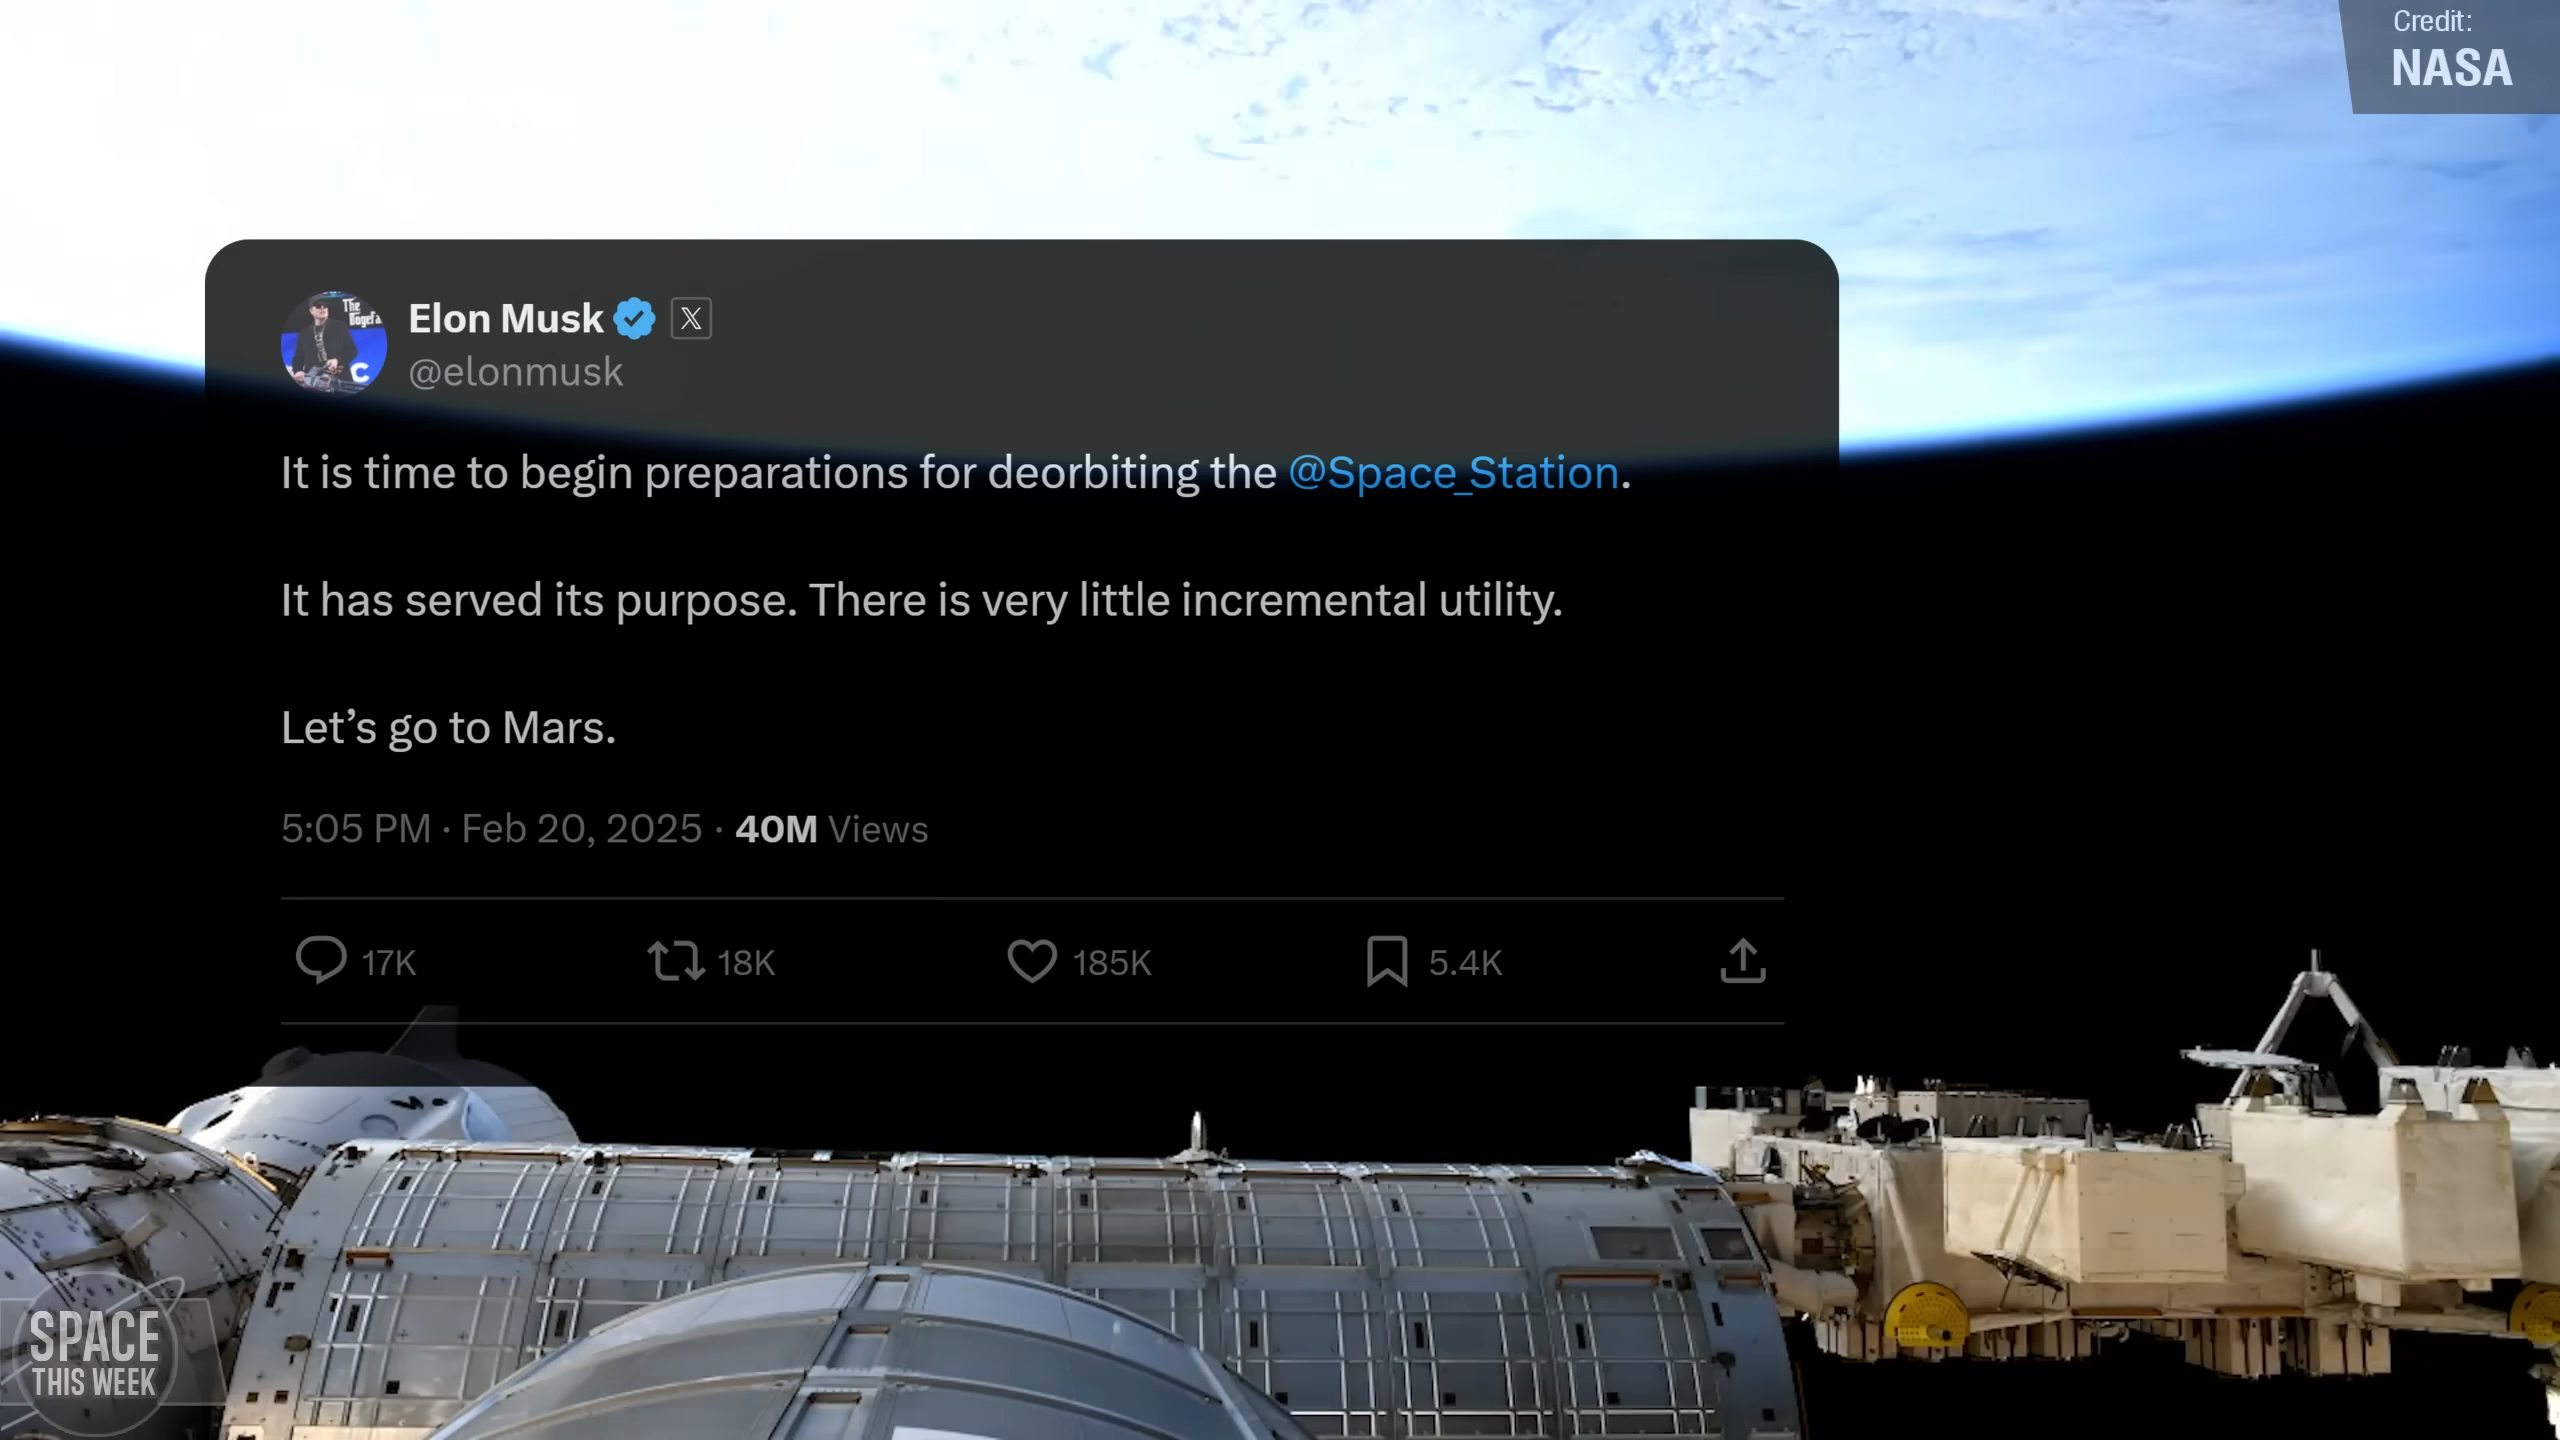 Credit:
NASA
Elon Musk
@elonmusk
It is time to begin preparations for deorbiting the @Space_Station.
It has served its purpose. There is very little incremental utility.
Let’s go to Mars.
5:05 PM · Feb 20, 2025 · 40M Views
17K 18K 185K 5.4K
SPACE
THIS WEEK